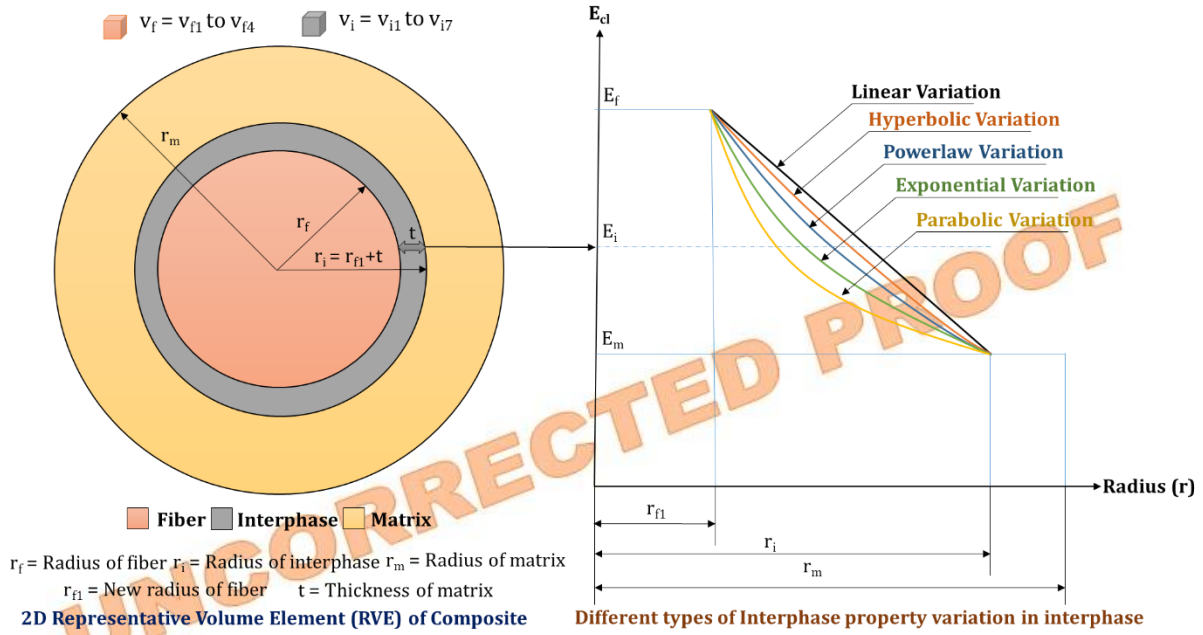 v_f = v_f1 to v_f4
v_i = v_i1 to v_i7
r_m
r_f
t
r_i = r_f1+t
Fiber Interphase Matrix
r_f = Radius of fiber r_i = Radius of interphase r_m = Radius of matrix
r_f1 = New radius of fiber t = Thickness of matrix
2D Representative Volume Element (RVE) of Composite
E_cl
E_f
E_i
E_m
Linear Variation
Hyperbolic Variation
Powerlaw Variation
Exponential Variation
Parabolic Variation
Radius (r)
r_f1
r_i
r_m
Different types of Interphase property variation in interphase
UNCORRECTED PROOF